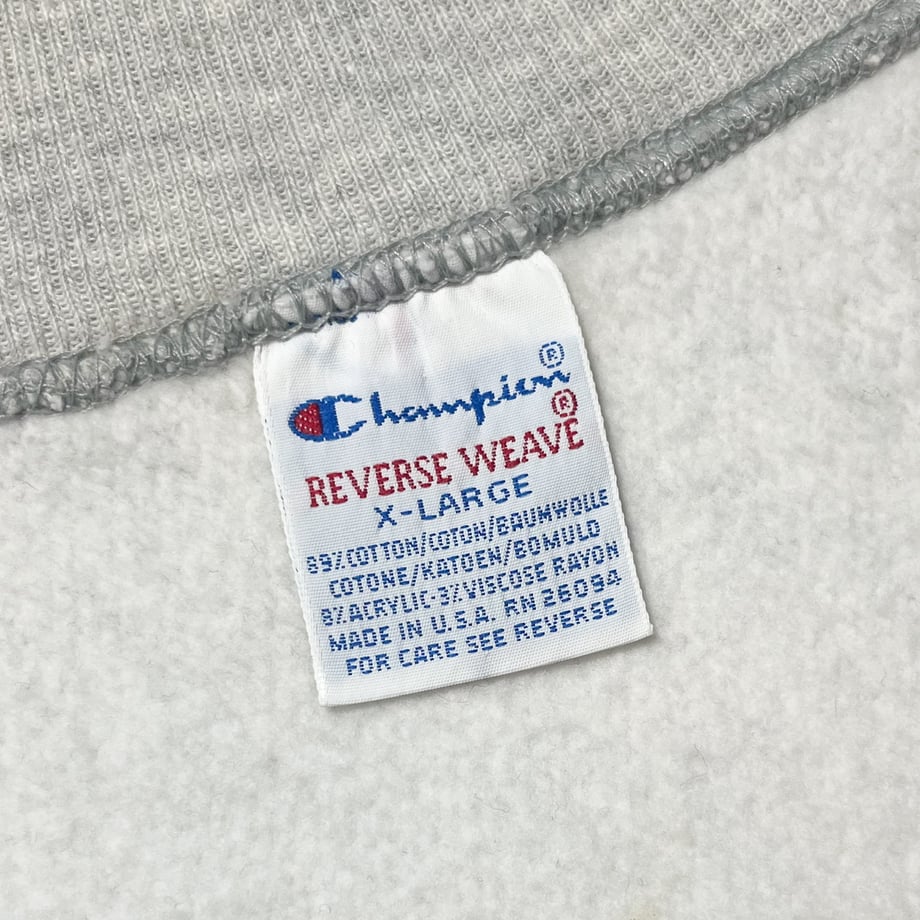 Champion®
REVERSE WEAVE®
X-LARGE
89%COTTON/COTON/BAUMWOLLE
COTONE/KATOEN/BOMULD
8%ACRYLIC-3%VISCOSE RAYON
MADE IN U.S.A. RN 26094
FOR CARE SEE REVERSE